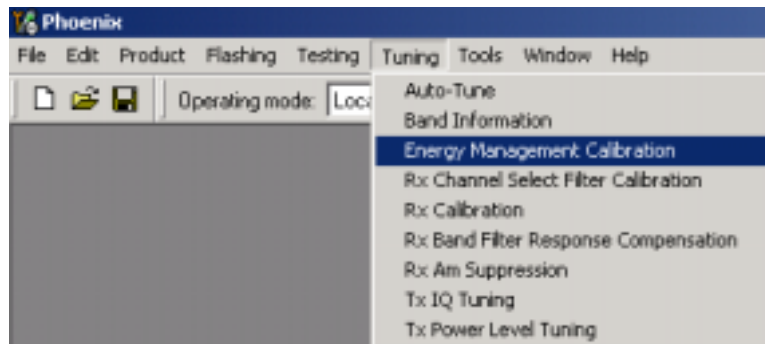 Phoenix
File Edit Product Flashing Testing Tuning Tools Window Help
Operating mode: Loca
Auto-Tune
Band Information
Energy Management Calibration
Rx Channel Select Filter Calibration
Rx Calibration
Rx Band Filter Response Compensation
Rx Am Suppression
Tx IQ Tuning
Tx Power Level Tuning